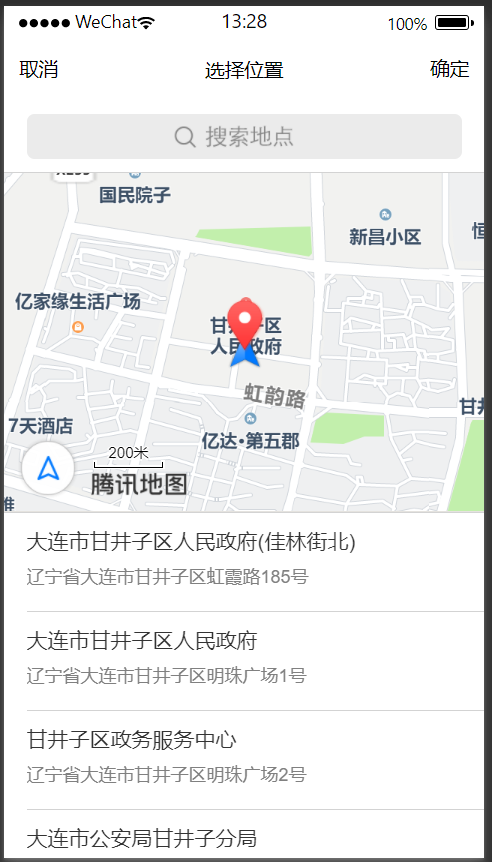 ●●●●● WeChat 13:28 100%
取消 选择位置 确定
搜索地点
国民院子
新昌小区
恒
亿家缘生活广场
甘井子区
人民政府
虹韵路
甘
7天酒店
亿达·第五郡
200米
腾讯地图
大连市甘井子区人民政府(佳林街北)
辽宁省大连市甘井子区虹霞路185号
大连市甘井子区人民政府
辽宁省大连市甘井子区明珠广场1号
甘井子区政务服务中心
辽宁省大连市甘井子区明珠广场2号
大连市公安局甘井子分局